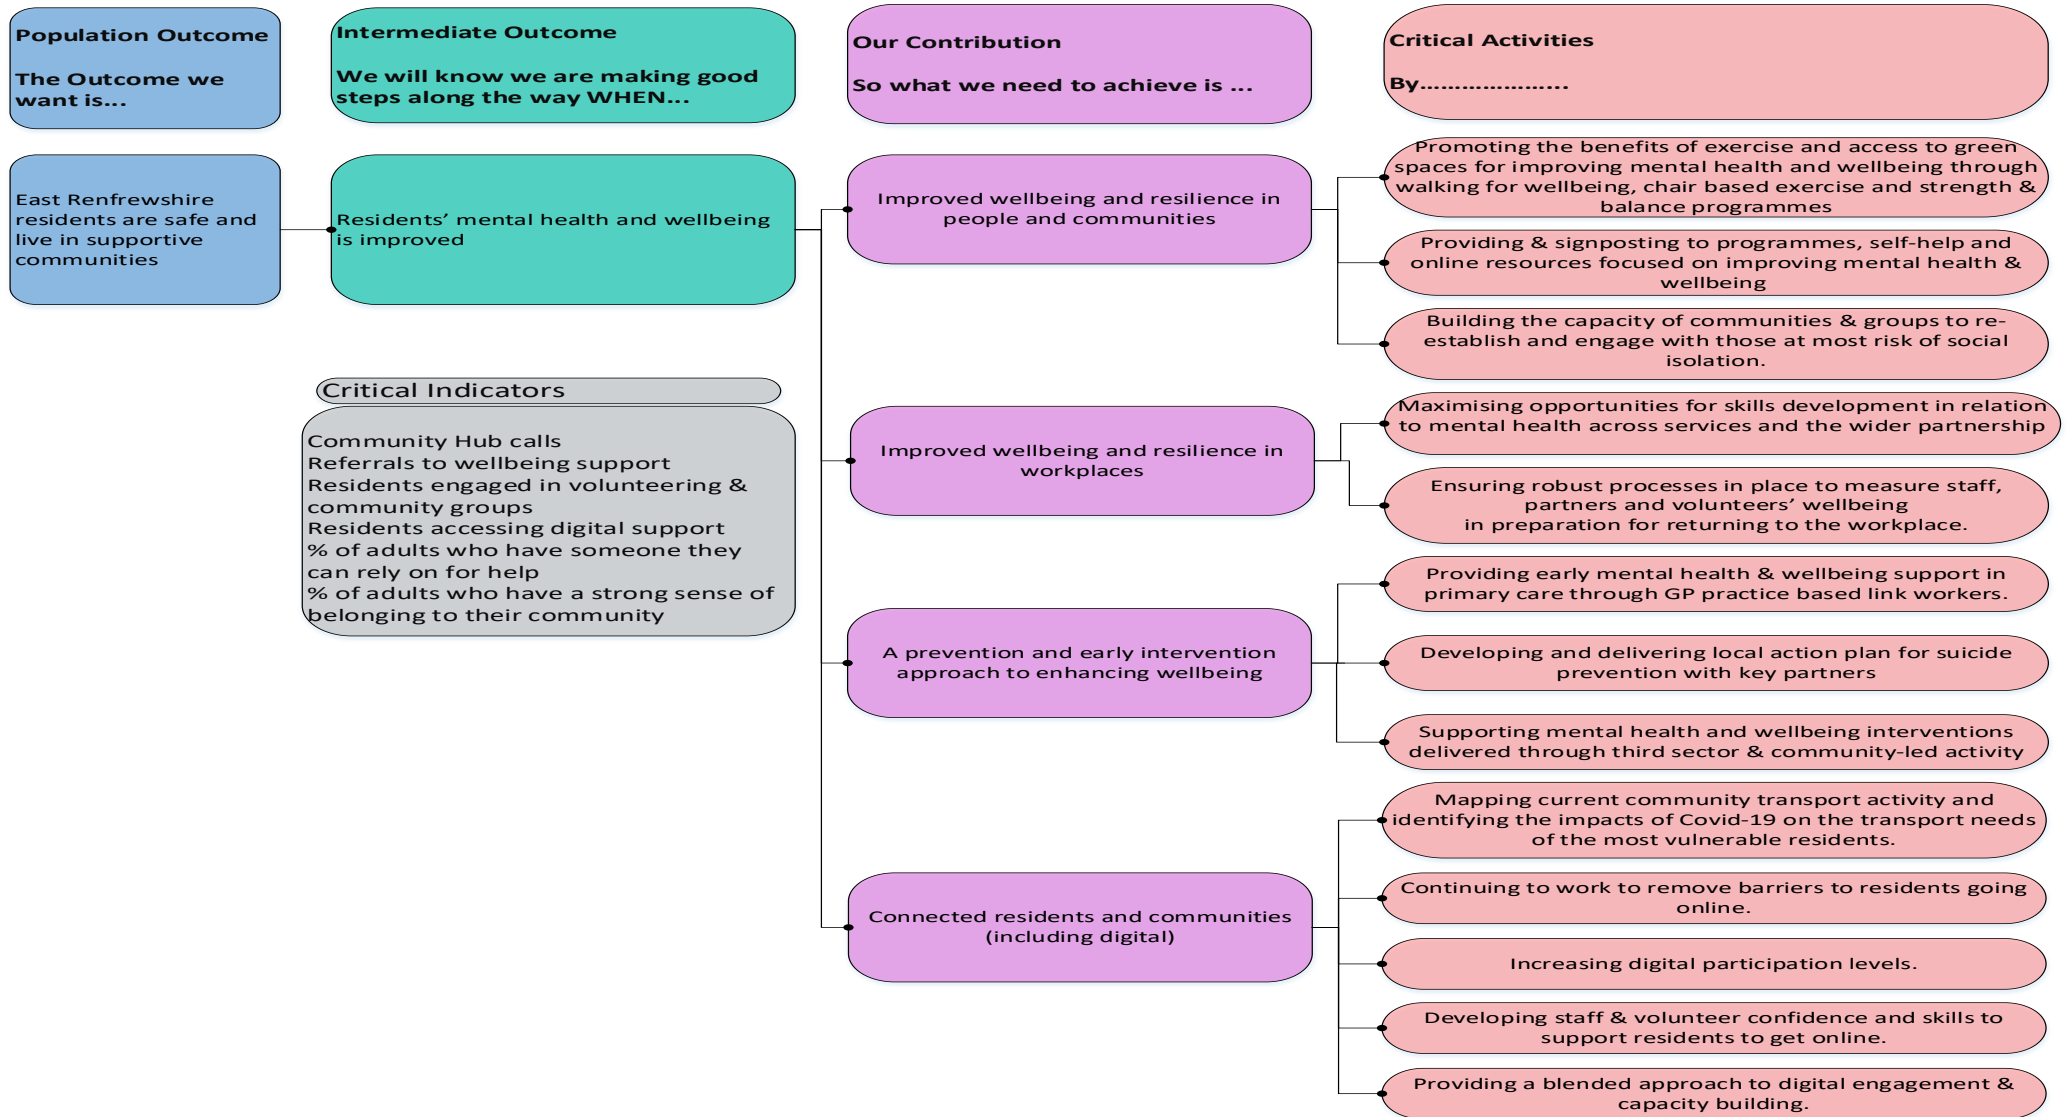 Population Outcome
The Outcome we
want is...
Intermediate Outcome
We will know we are making good
steps along the way WHEN...
Our Contribution
So what we need to achieve is ...
Critical Activities
By………………...
East Renfrewshire
residents are safe and
live in supportive
communities
Residents’ mental health and wellbeing
is improved
Critical Indicators
Community Hub calls
Referrals to wellbeing support
Residents engaged in volunteering &
community groups
Residents accessing digital support
% of adults who have someone they
can rely on for help
% of adults who have a strong sense of
belonging to their community
Improved wellbeing and resilience in
people and communities
Promoting the benefits of exercise and access to green
spaces for improving mental health and wellbeing through
walking for wellbeing, chair based exercise and strength &
balance programmes
Providing & signposting to programmes, self-help and
online resources focused on improving mental health &
wellbeing
Building the capacity of communities & groups to re-
establish and engage with those at most risk of social
isolation.
Improved wellbeing and resilience in
workplaces
Maximising opportunities for skills development in relation
to mental health across services and the wider partnership
Ensuring robust processes in place to measure staff,
partners and volunteers’ wellbeing
in preparation for returning to the workplace.
A prevention and early intervention
approach to enhancing wellbeing
Providing early mental health & wellbeing support in
primary care through GP practice based link workers.
Developing and delivering local action plan for suicide
prevention with key partners
Supporting mental health and wellbeing interventions
delivered through third sector & community-led activity
Connected residents and communities
(including digital)
Mapping current community transport activity and
identifying the impacts of Covid-19 on the transport needs
of the most vulnerable residents.
Continuing to work to remove barriers to residents going
online.
Increasing digital participation levels.
Developing staff & volunteer confidence and skills to
support residents to get online.
Providing a blended approach to digital engagement &
capacity building.